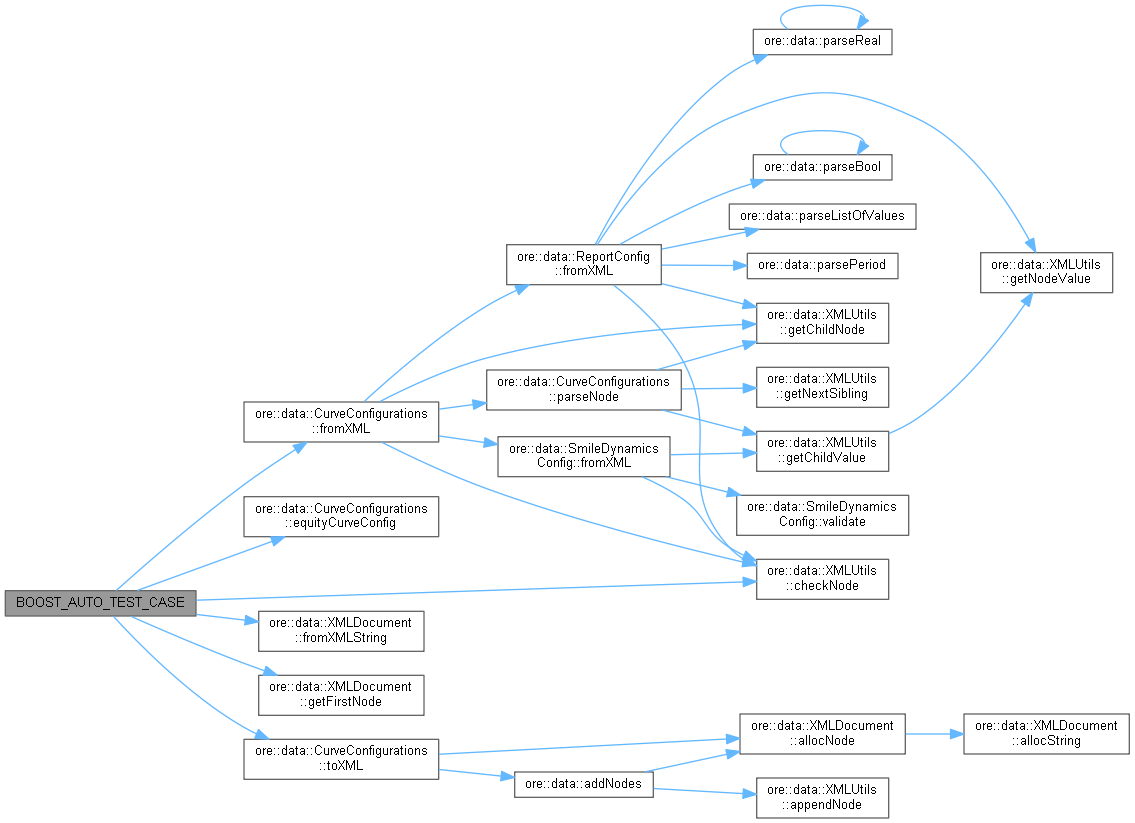 ore::data::parseReal
ore::data::parseBool
ore::data::parseListOfValues
ore::data::ReportConfig
::fromXML
ore::data::parsePeriod
ore::data::XMLUtils
::getNodeValue
ore::data::XMLUtils
::getChildNode
ore::data::CurveConfigurations
::parseNode
ore::data::XMLUtils
::getNextSibling
ore::data::CurveConfigurations
::fromXML
ore::data::SmileDynamics
Config::fromXML
ore::data::XMLUtils
::getChildValue
ore::data::CurveConfigurations
::equityCurveConfig
ore::data::SmileDynamics
Config::validate
ore::data::XMLUtils
::checkNode
BOOST_AUTO_TEST_CASE
ore::data::XMLDocument
::fromXMLString
ore::data::XMLDocument
::getFirstNode
ore::data::CurveConfigurations
::toXML
ore::data::XMLDocument
::allocNode
ore::data::XMLDocument
::allocString
ore::data::addNodes
ore::data::XMLUtils
::appendNode